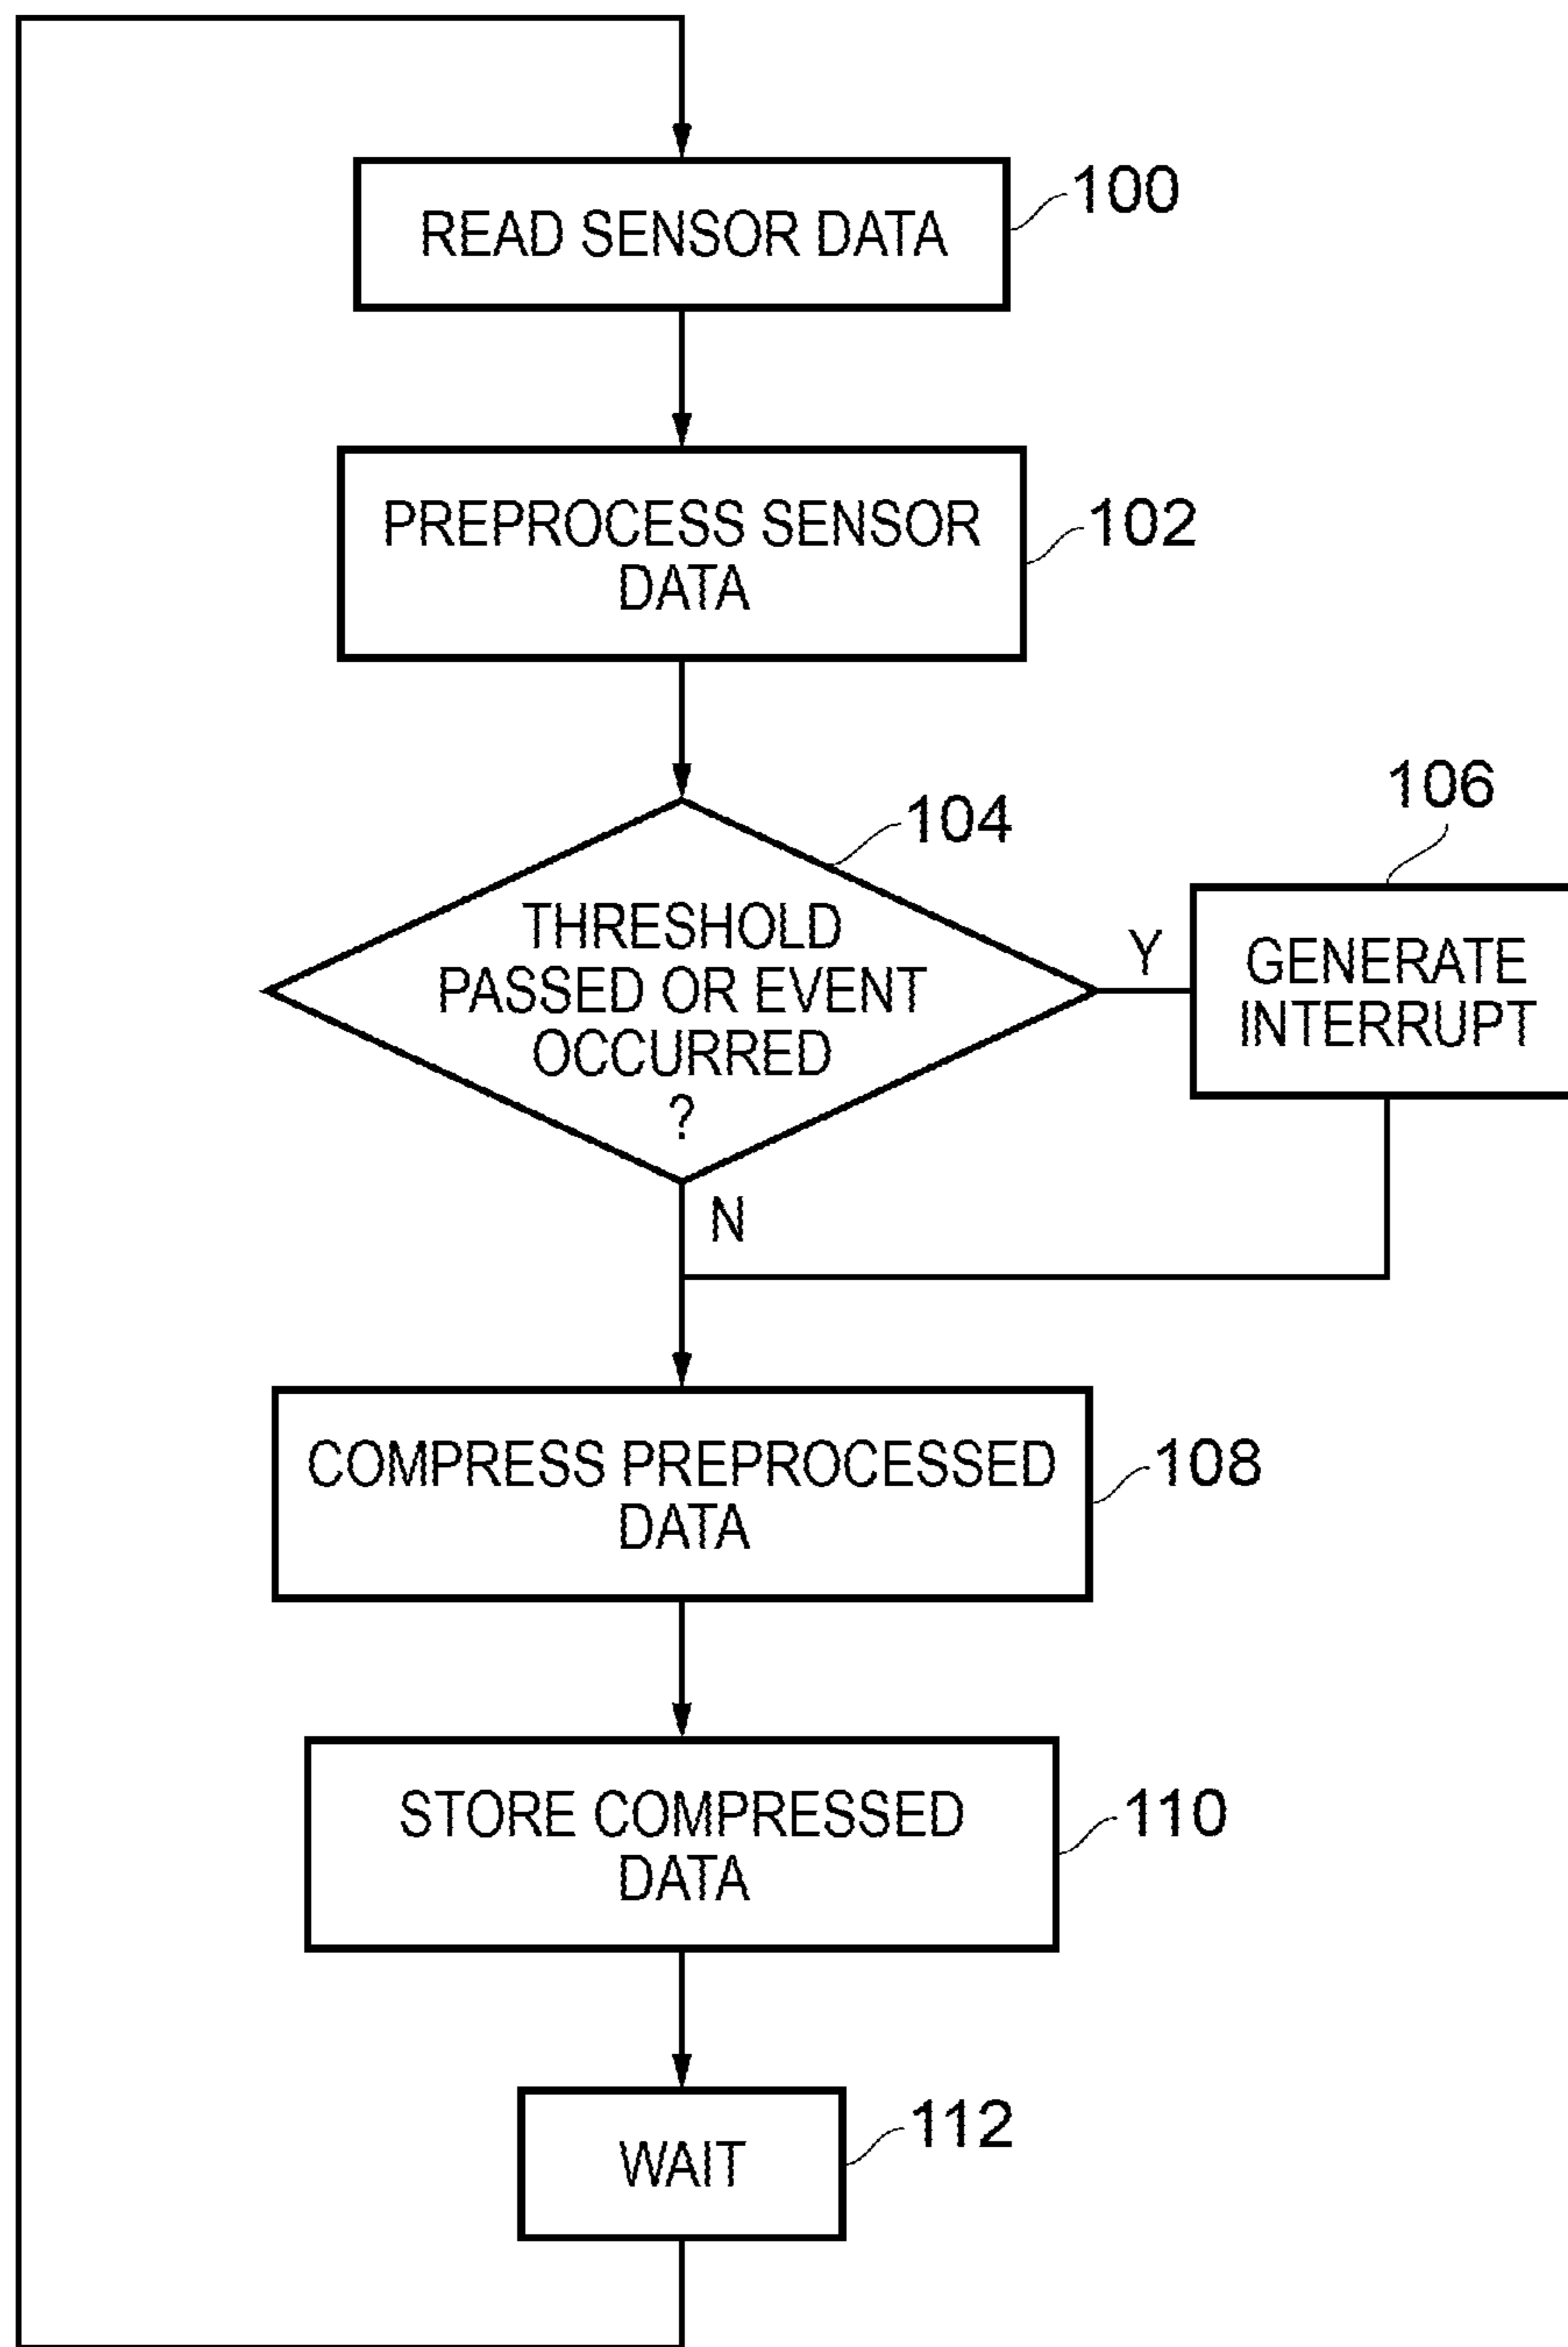 READ SENSOR DATA
100
PREPROCESS SENSOR
DATA
102
104
THRESHOLD
PASSED OR EVENT
OCCURRED
?
Y
N
106
GENERATE
INTERRUPT
COMPRESS PREPROCESSED
DATA
108
STORE COMPRESSED
DATA
110
WAIT
112